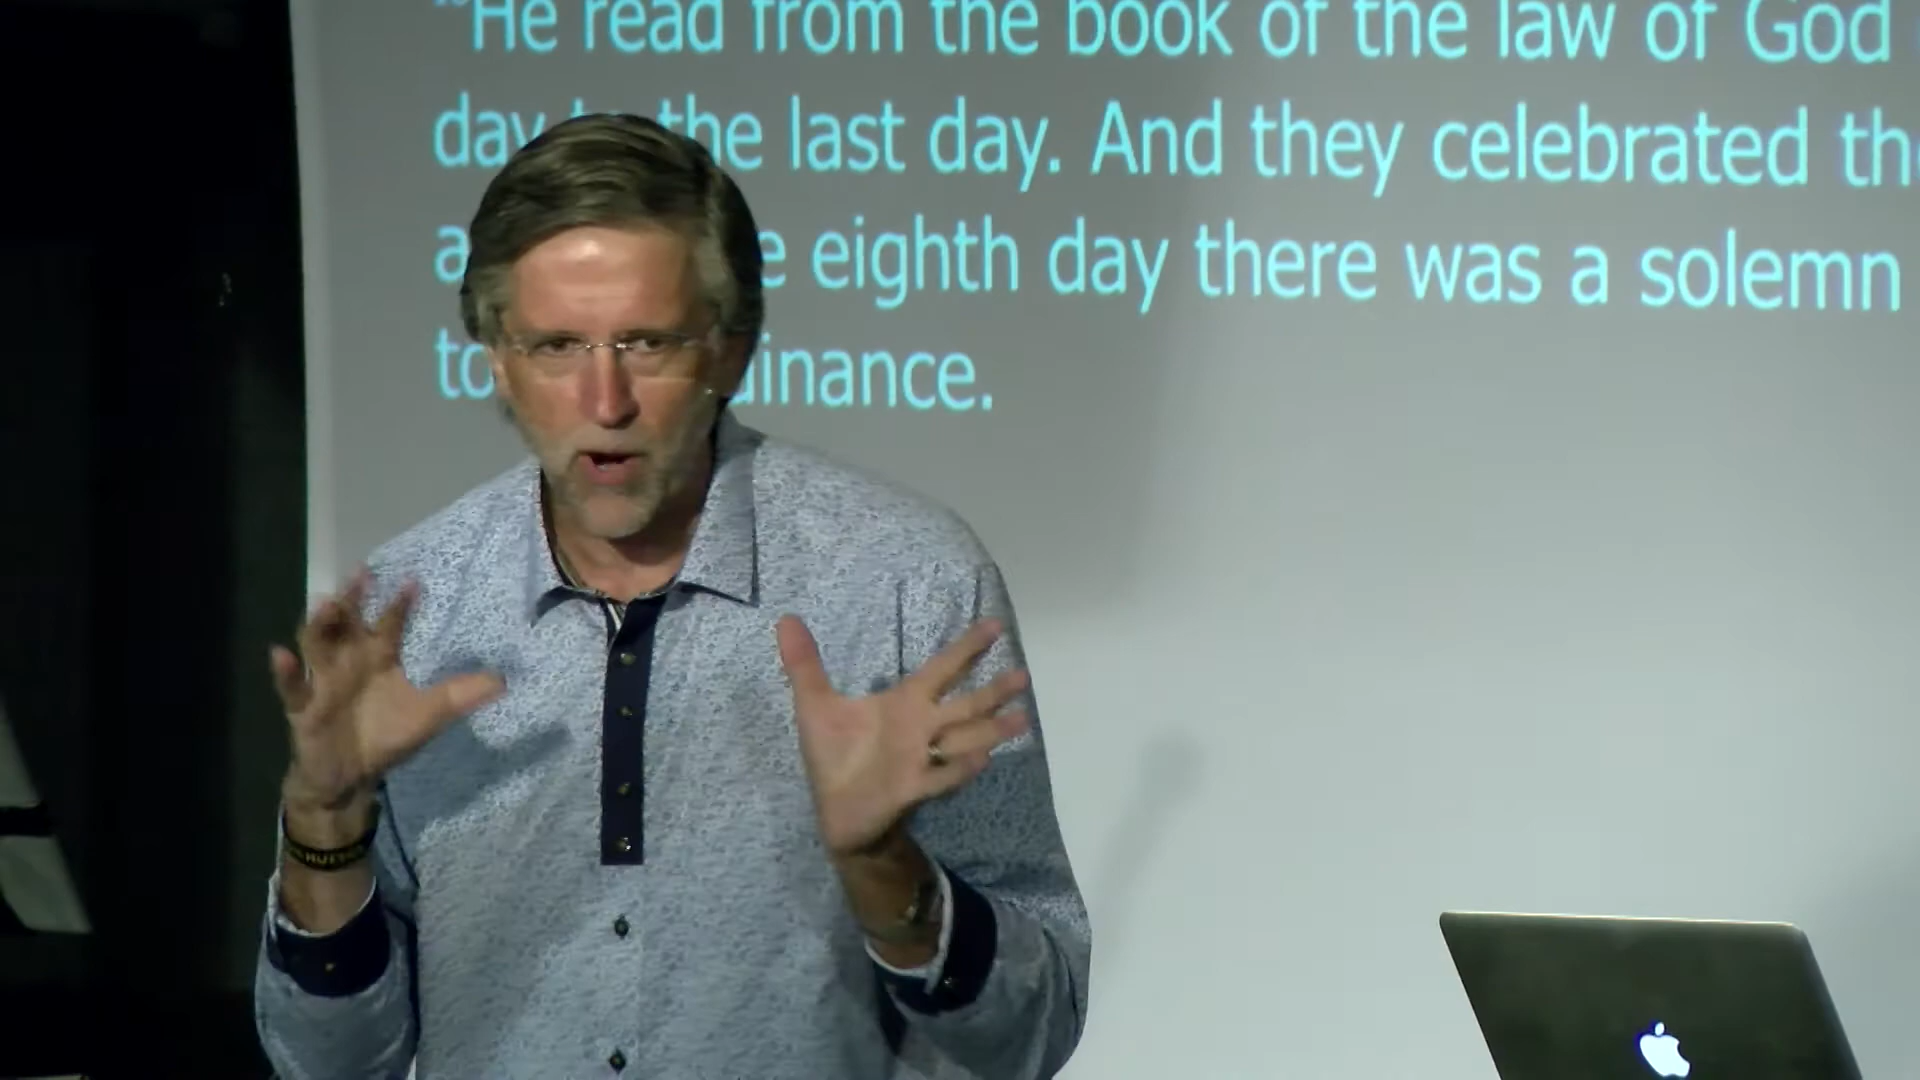 "He read from the book of the law of God
day the last day. And they celebrated
eighth day there was a solemn
to